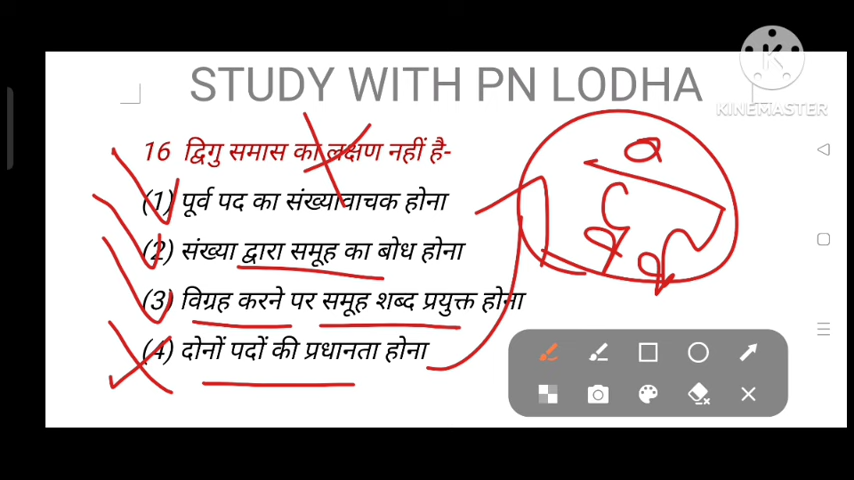 STUDY WITH PN LODHA
KINEMASTER
16 द्विगु समास का लक्षण नहीं है-
(1) पूर्व पद का संख्यावाचक होना
(2) संख्या द्वारा समूह का बोध होना
(3) विग्रह करने पर समूह शब्द प्रयुक्त होना
(4) दोनों पदों की प्रधानता होना